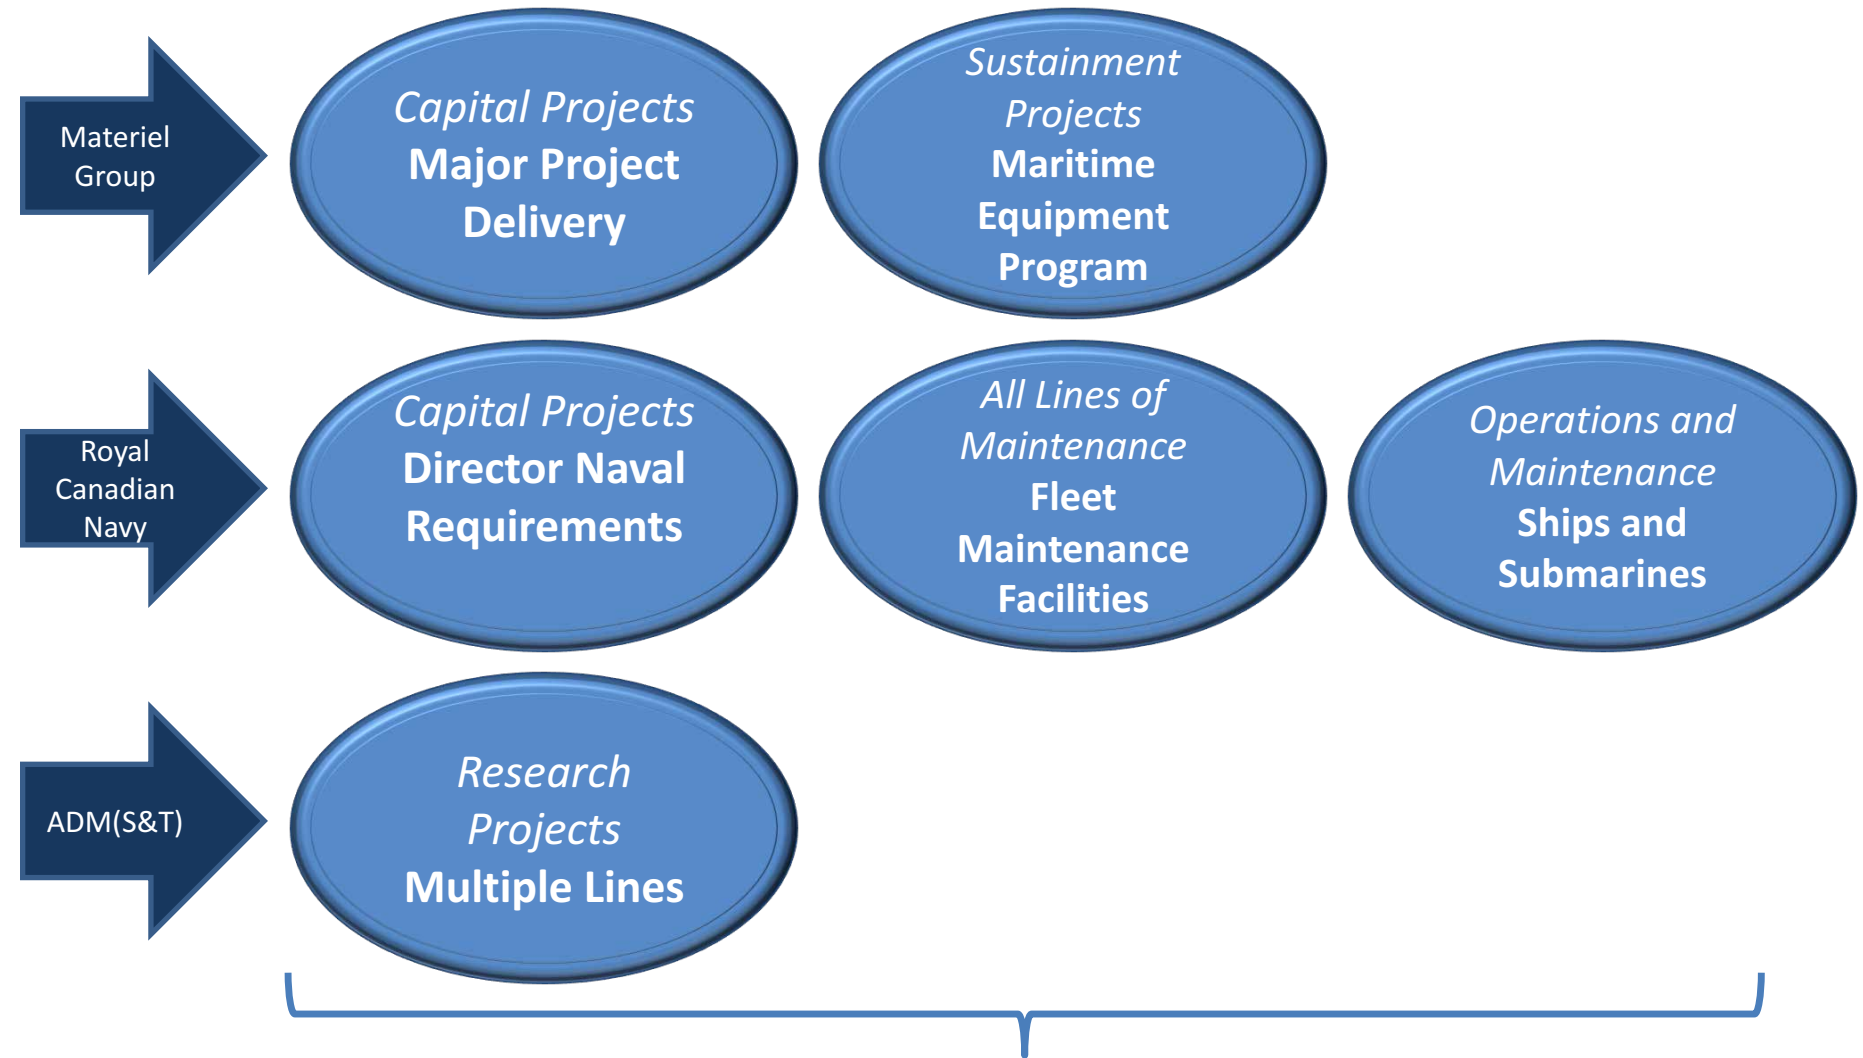 Materiel
Group
Capital Projects
Major Project
Delivery
Sustainment
Projects
Maritime
Equipment
Program
Royal
Canadian
Navy
Capital Projects
Director Naval
Requirements
All Lines of
Maintenance
Fleet
Maintenance
Facilities
Operations and
Maintenance
Ships and
Submarines
ADM(S&T)
Research
Projects
Multiple Lines